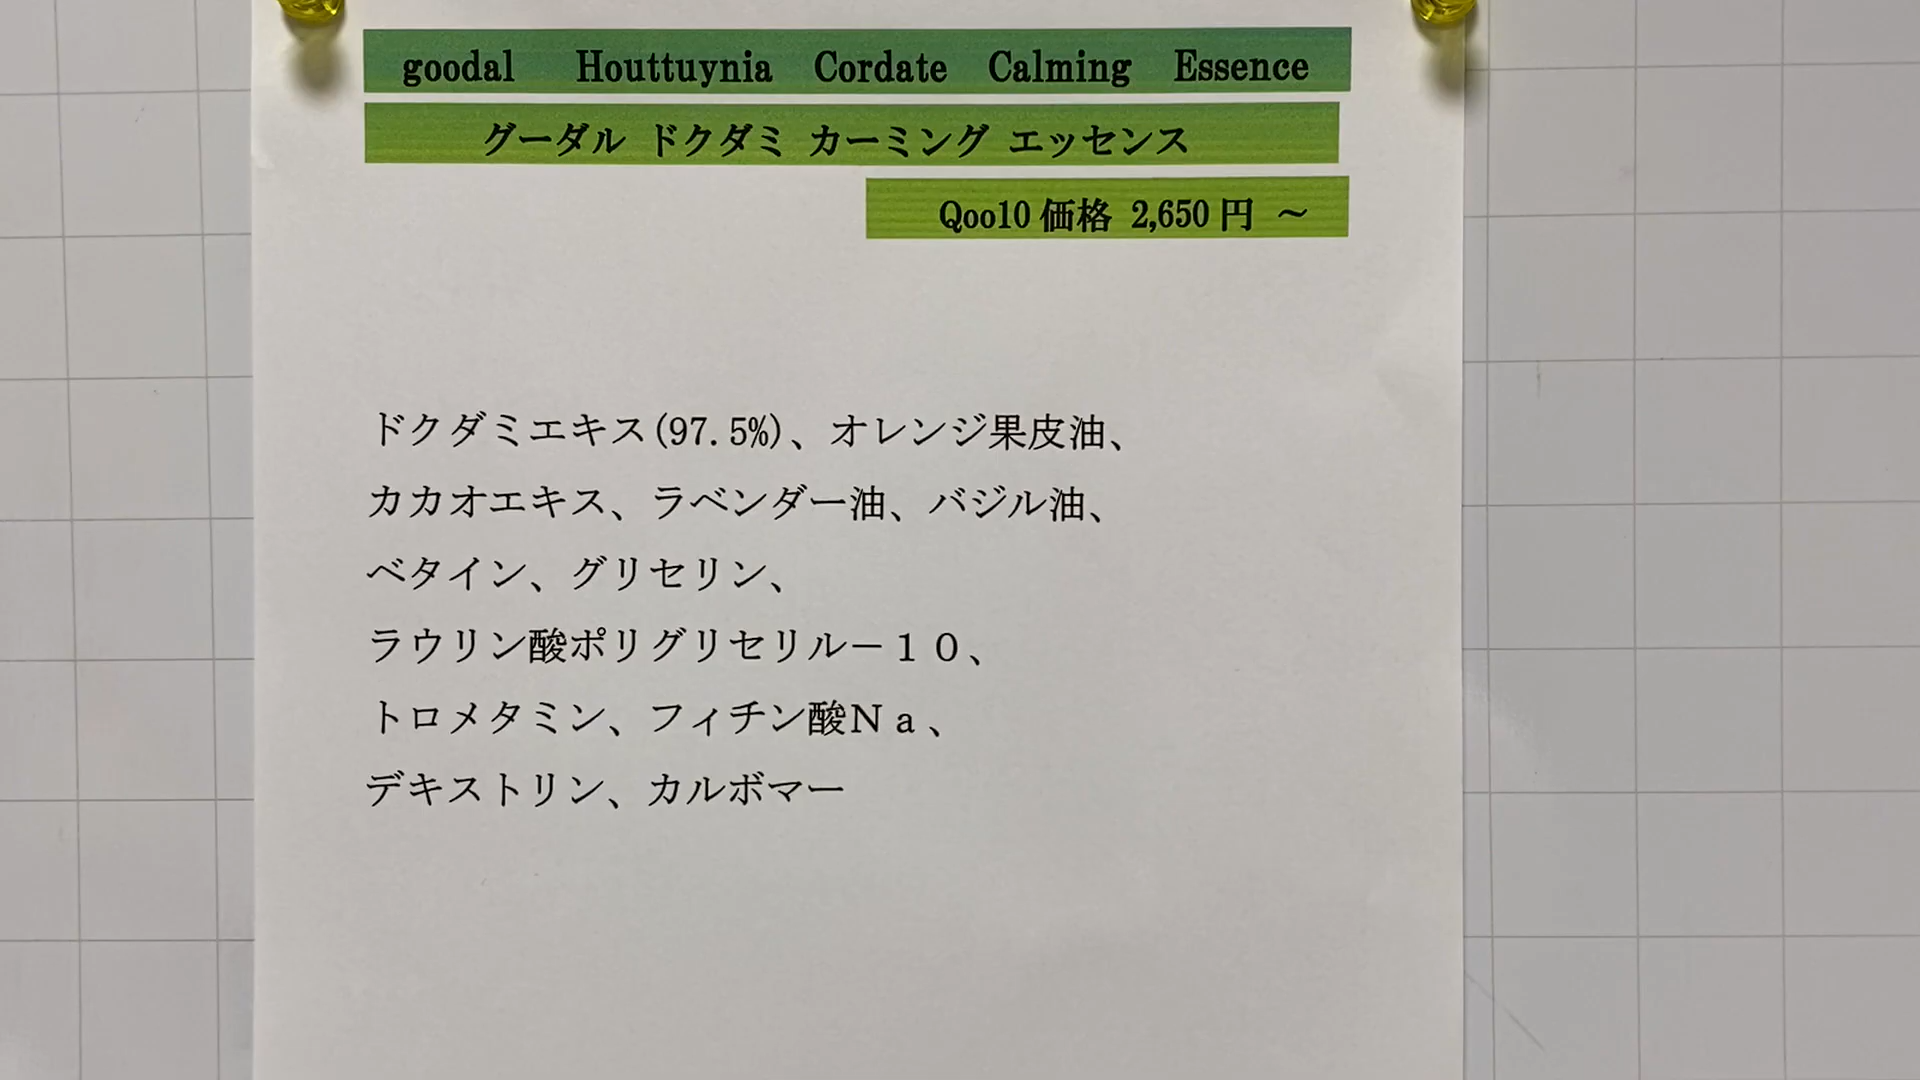 goodal Houttuynia Cordate Calming Essence
グーダル ドクダミ カーミング エッセンス
Qoo10 価格 2,650 円 ～
ドクダミエキス(97.5%)、オレンジ果皮油、
カカオエキス、ラベンダー油、バジル油、
ベタイン、グリセリン、
ラウリン酸ポリグリセリル－１０、
トロメタミン、フィチン酸Ｎａ、
デキストリン、カルボマー